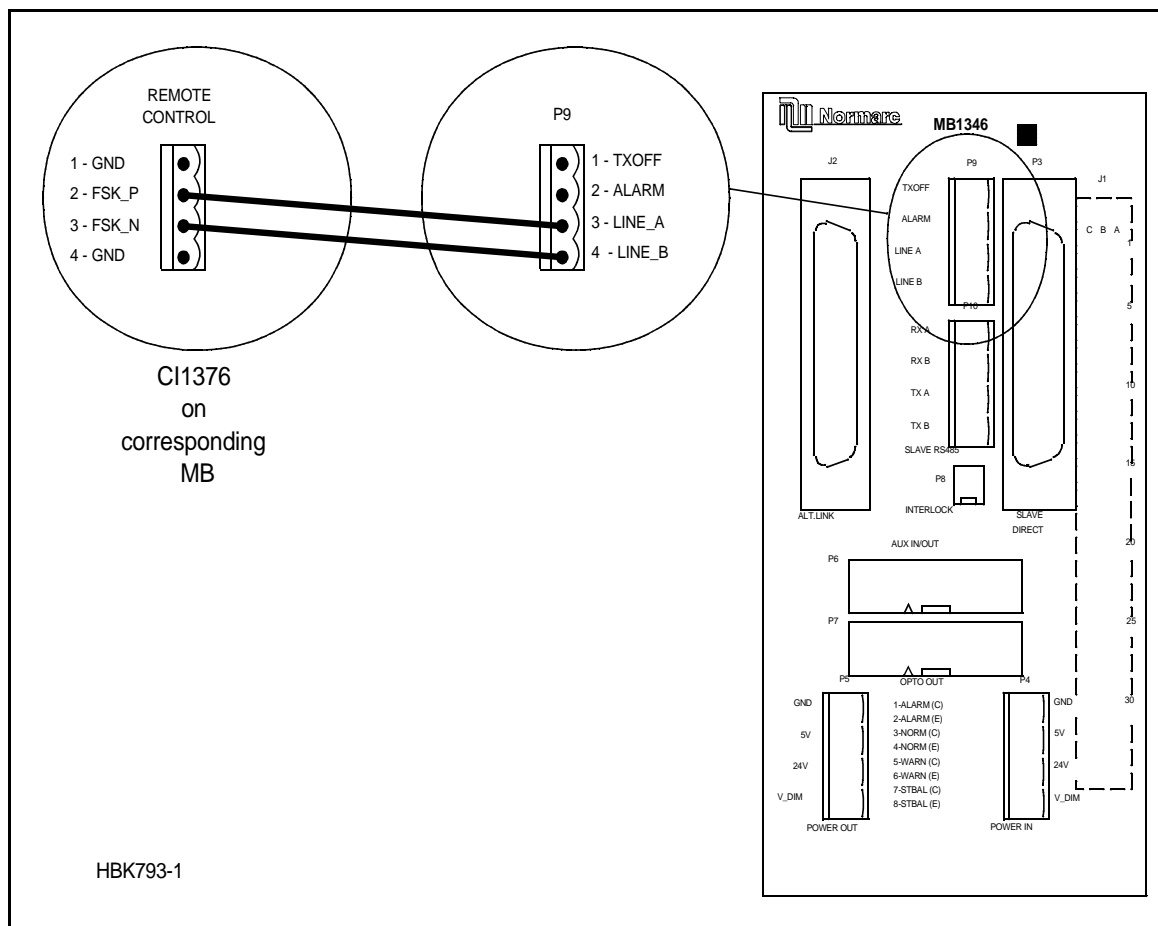 REMOTE
CONTROL
1 - GND
2 - FSK_P
3 - FSK_N
4 - GND
CI1376
on
corresponding
MB
P9
1 - TXOFF
2 - ALARM
3 - LINE_A
4 - LINE_B
Normarc
MB1346
J2
P9
P3
J1
TXOFF
ALARM
LINE A
LINE B
C B A
1
5
10
15
20
25
30
P10
RX A
RX B
TX A
TX B
SLAVE RS485
P8
INTERLOCK
ALT.LINK
SLAVE
DIRECT
AUX IN/OUT
P6
P7
OPTO OUT
P5
P4
GND
5V
24V
V_DIM
1-ALARM (C)
2-ALARM (E)
3-NORM (C)
4-NORM (E)
5-WARN (C)
6-WARN (E)
7-STBAL (C)
8-STBAL (E)
GND
5V
24V
V_DIM
POWER OUT
POWER IN
HBK793-1